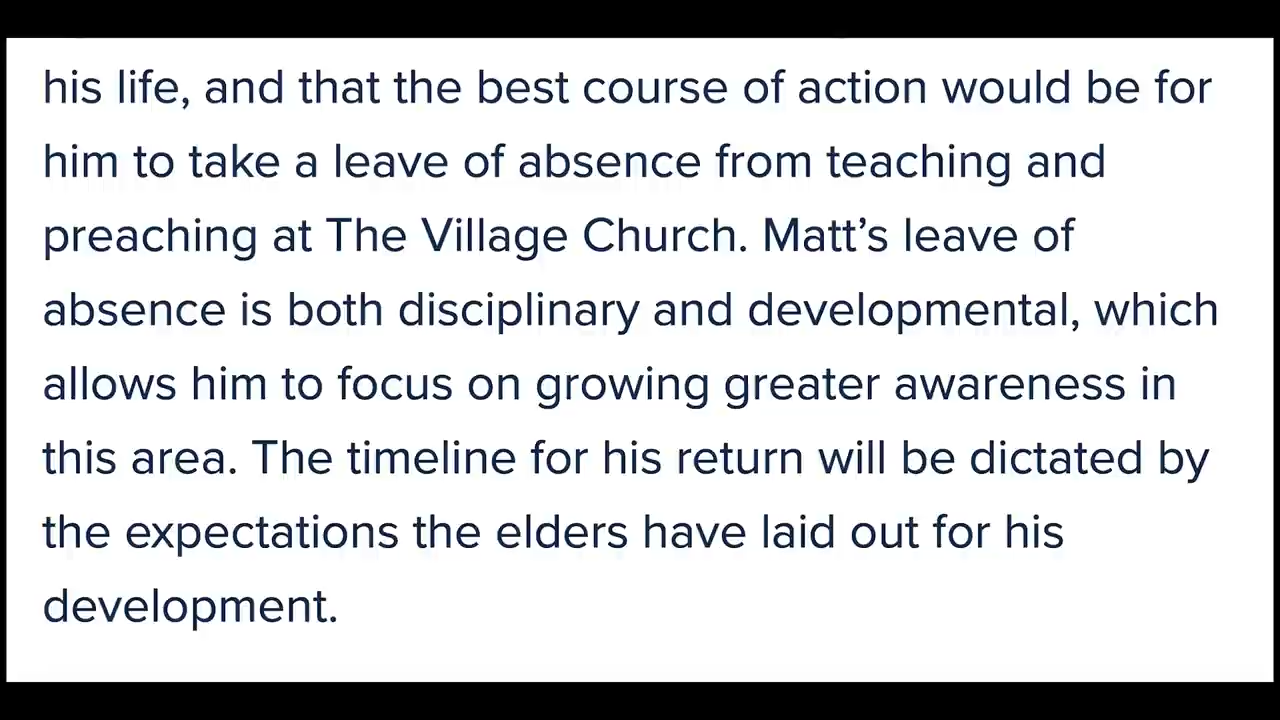 his life, and that the best course of action would be for
him to take a leave of absence from teaching and
preaching at The Village Church. Matt’s leave of
absence is both disciplinary and developmental, which
allows him to focus on growing greater awareness in
this area. The timeline for his return will be dictated by
the expectations the elders have laid out for his
development.